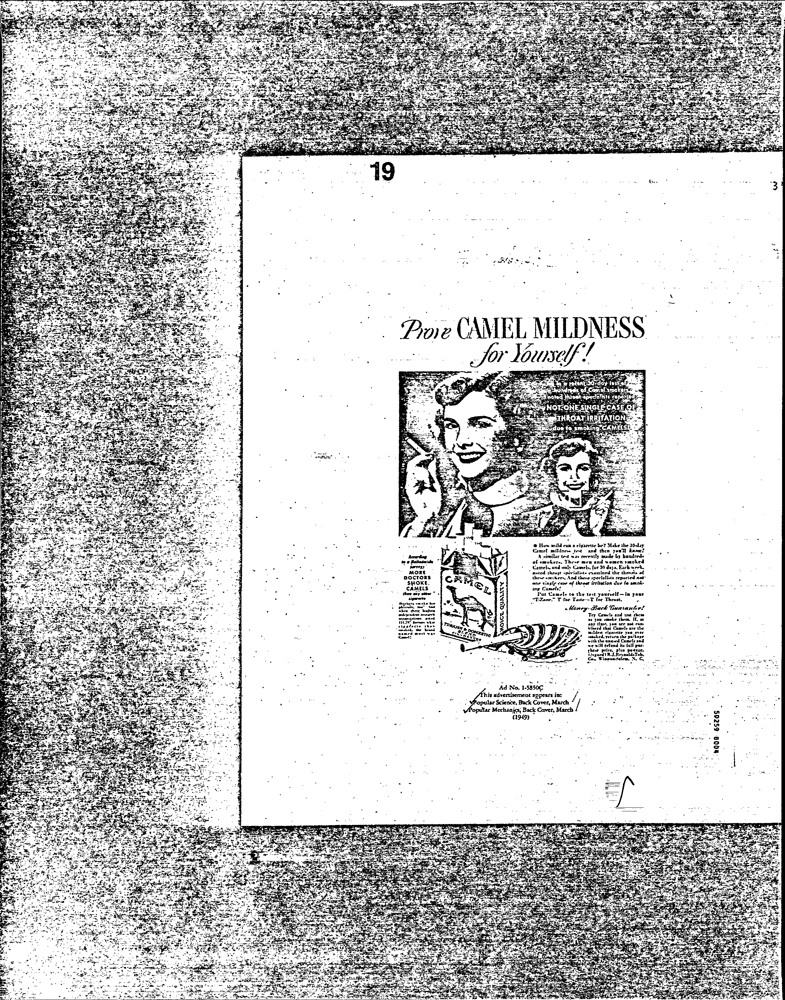 19
3
Prove CAMEL MILDNESS
for Yourself!
In a recent 30-day test of
hundreds of Camel smokers,
noted throat specialists reported
NOT ONE SINGLE CASE OF
THROAT IRRITATION
due to smoking CAMELS!
According
to a Nationwide
survey:
MORE
DOCTORS
SMOKE
CAMELS
than any other
cigarette
CAMEL
CHOICE QUALITY
• How mild can a cigarette be? Make the 30-day
Camel mildness test and then you'll know!
A similar test was recently made by hundreds
of smokers. These men and women smoked
Camels, and only Camels, for 30 days. Each week,
noted throat specialists examined the throats of
these smokers. And these specialists reported not
one single case of throat irritation due to smok-
ing Camels!
Put Camels to the test yourself—in your
"T-Zone." T for Taste—T for Throat.
Money-Back Guarantee!
Try Camels and test them
as you smoke them. If, at
any time, you are not con-
vinced that Camels are the
mildest cigarette you ever
smoked, return the package
with the unused Camels and
we will refund its full pur-
chase price, plus postage.
(Signed) R. J. Reynolds Tob.
Co., Winston-Salem, N. C.
Ad No. 1-5850C
This advertisement appears in:
Popular Science, Back Cover, March
Popular Mechanics, Back Cover, March
(1949)
50259 8004